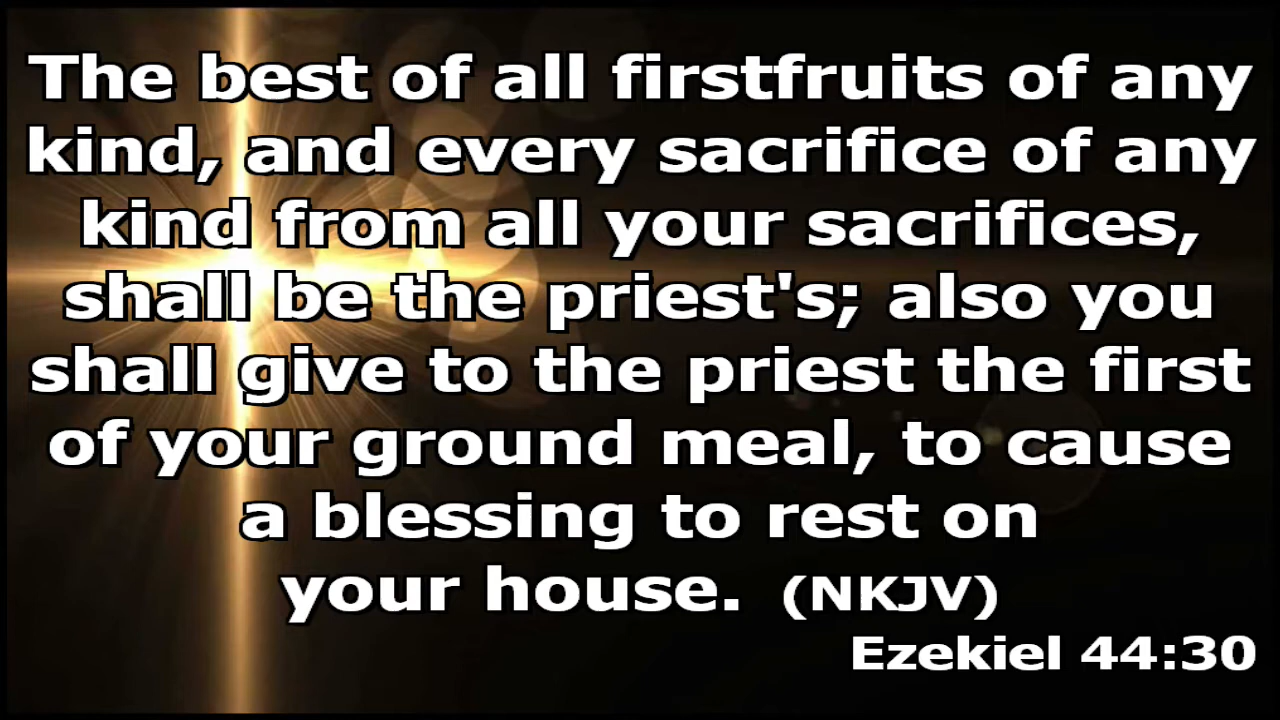 The best of all firstfruits of any
kind, and every sacrifice of any
kind from all your sacrifices,
shall be the priest's; also you
shall give to the priest the first
of your ground meal, to cause
a blessing to rest on
your house. (NKJV)
Ezekiel 44:30